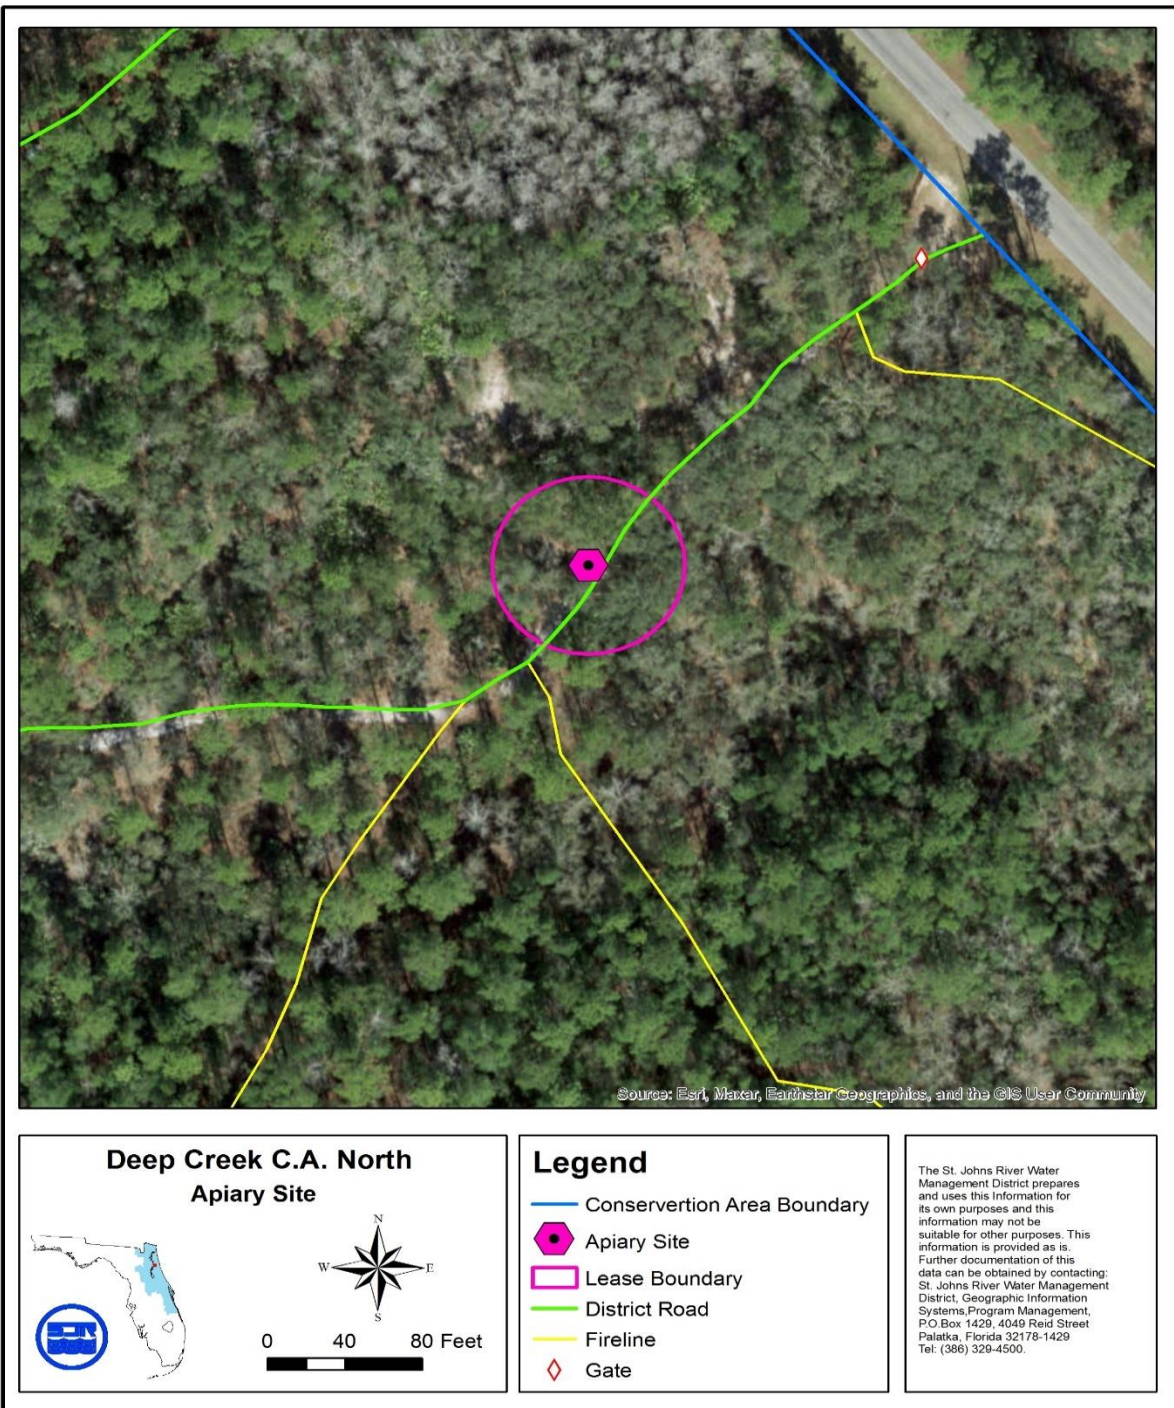 Source: Esri, Maxar, Earthstar Geographics, and the GIS User Community
Deep Creek C.A. North
Apiary Site
N
W
E
S
SJR
0 40 80 Feet
Legend
Conservertion Area Boundary
Apiary Site
Lease Boundary
District Road
Fireline
Gate
The St. Johns River Water
Management District prepares
and uses this Information for
its own purposes and this
information may not be
suitable for other purposes. This
information is provided as is.
Further documentation of this
data can be obtained by contacting:
St. Johns River Water Management
District, Geographic Information
Systems,Program Management,
P.O.Box 1429, 4049 Reid Street
Palatka, Florida 32178-1429
Tel: (386) 329-4500.